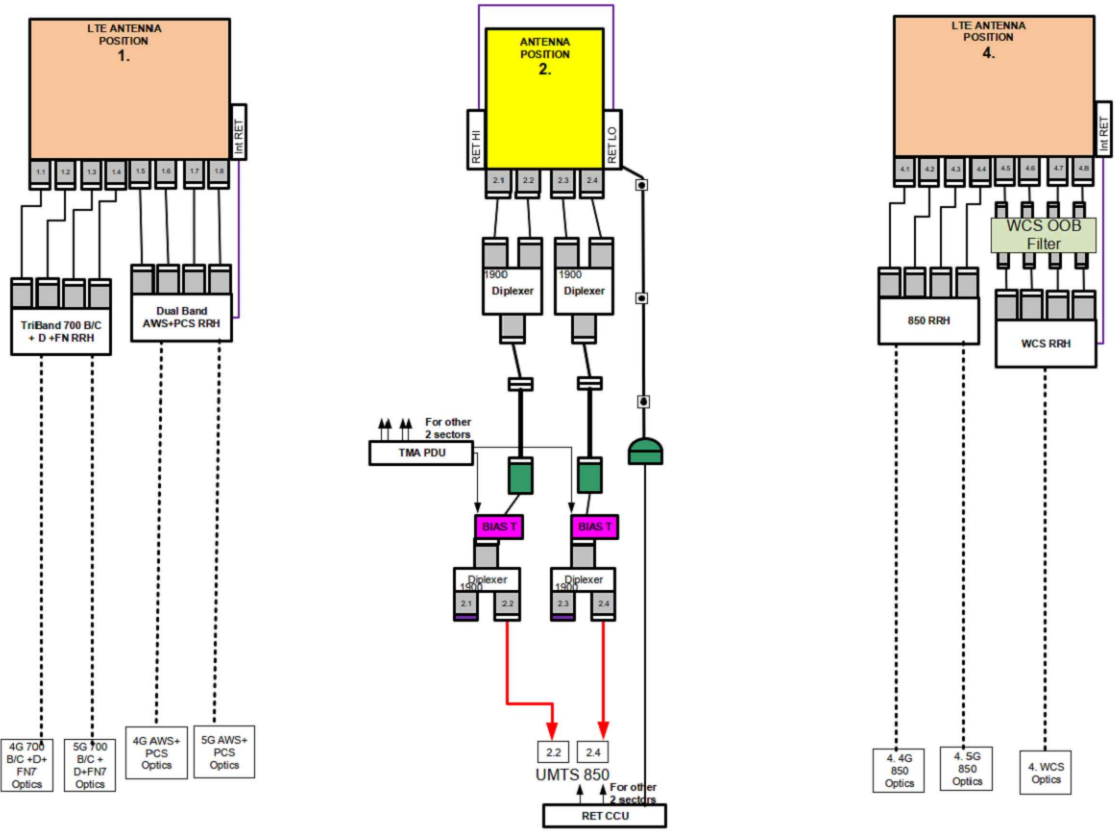 LTE ANTENNA
POSITION
1.
Int RET
1.1
1.2
1.3
1.4
1.5
1.6
1.7
1.8
TriBand 700 B/C
+ D +FN RRH
Dual Band
AWS+PCS RRH
4G 700
B/C +D+
FN7
Optics
5G 700
B/C +
D+FN7
Optics
4G AWS+
PCS
Optics
5G AWS+
PCS
Optics
ANTENNA
POSITION
2.
RET HI
RET LO
2.1
2.2
2.3
2.4
1900
Diplexer
1900
Diplexer
For other
2 sectors
TMA PDU
BIAS T
BIAS T
Diplexer
1900
Diplexer
1900
2.1
2.2
2.3
2.4
2.2
2.4
UMTS 850
For other
2 sectors
RET CCU
LTE ANTENNA
POSITION
4.
Int RET
4.1
4.2
4.3
4.4
4.5
4.6
4.7
4.8
WCS OOB
Filter
850 RRH
WCS RRH
4. 4G
850
Optics
4. 5G
850
Optics
4. WCS
Optics